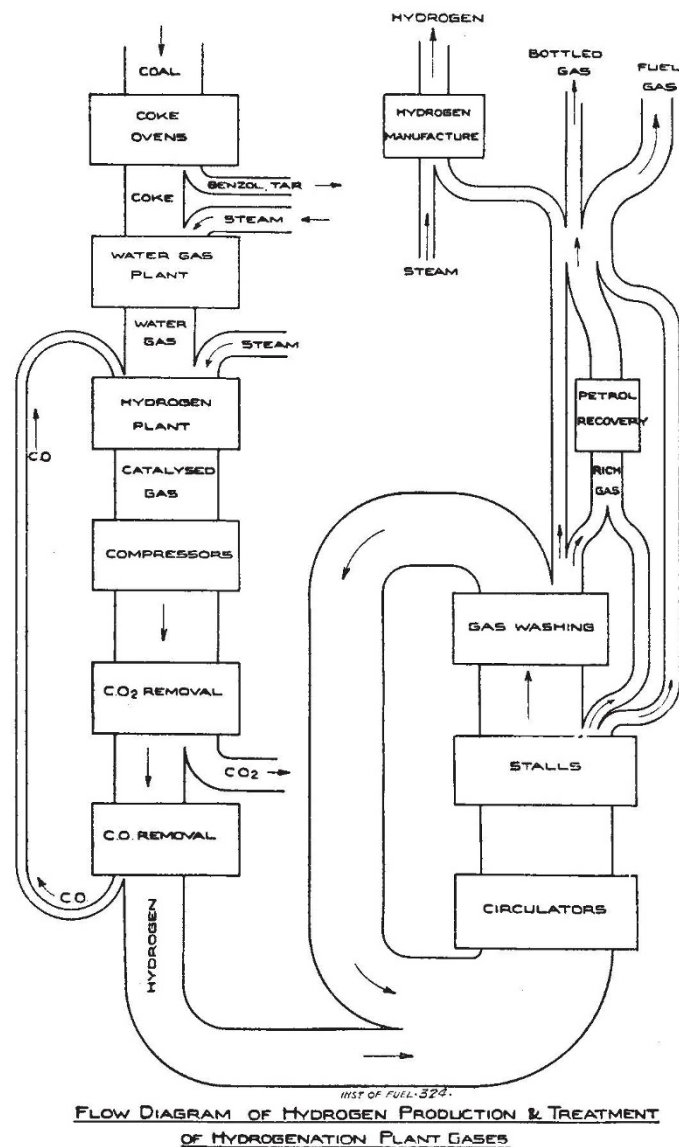 COAL
COKE
OVENS
BENZOL, TAR
COKE
STEAM
WATER GAS
PLANT
WATER
GAS
STEAM
HYDROGEN
PLANT
CO
CATALYSED
GAS
COMPRESSORS
C.O₂ REMOVAL
CO₂
C.O. REMOVAL
C.O.
HYDROGEN
HYDROGEN
HYDROGEN
MANUFACTURE
STEAM
BOTTLED
GAS
FUEL
GAS
PETROL
RECOVERY
RICH
GAS
GAS WASHING
STALLS
CIRCULATORS
INST OF FUEL·324·
FLOW DIAGRAM OF HYDROGEN PRODUCTION & TREATMENT
OF HYDROGENATION PLANT GASES